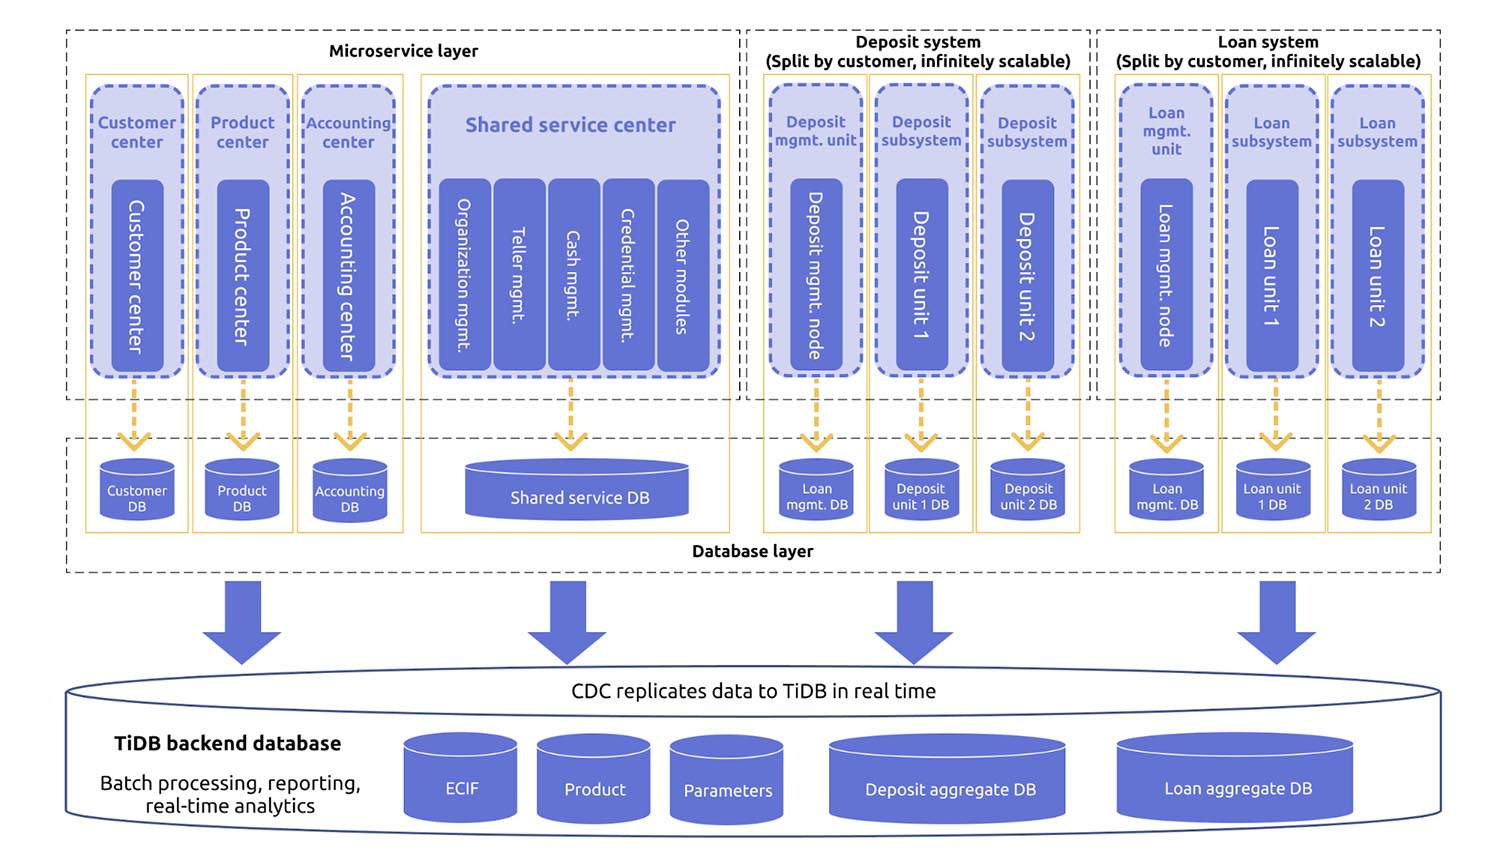 Microservice layer
Deposit system
(Split by customer, infinitely scalable)
Loan system
(Split by customer, infinitely scalable)
Customer
center
Product
center
Accounting
center
Shared service center
Deposit
mgmt. unit
Deposit
subsystem
Deposit
subsystem
Loan
mgmt.
unit
Loan
subsystem
Loan
subsystem
Customer center
Product center
Accounting center
Organization mgmt.
Teller mgmt.
Cash mgmt.
Credential mgmt.
Other modules
Deposit mgmt. node
Deposit unit 1
Deposit unit 2
Loan mgmt. node
Loan unit 1
Loan unit 2
Customer
DB
Product
DB
Accounting
DB
Shared service DB
Loan
mgmt. DB
Deposit
unit 1 DB
Deposit
unit 2 DB
Loan
mgmt. DB
Loan unit
1 DB
Loan unit
2 DB
Database layer
CDC replicates data to TiDB in real time
TiDB backend database
Batch processing, reporting,
real-time analytics
ECIF
Product
Parameters
Deposit aggregate DB
Loan aggregate DB